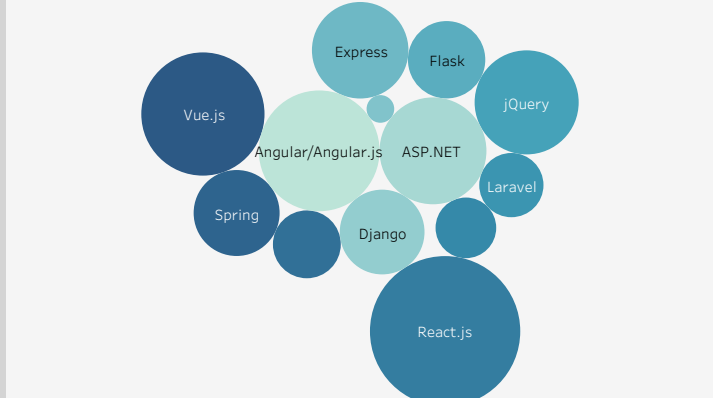 Express
Flask
jQuery
Vue.js
Angular/Angular.js
ASP.NET
Laravel
Spring
Django
React.js